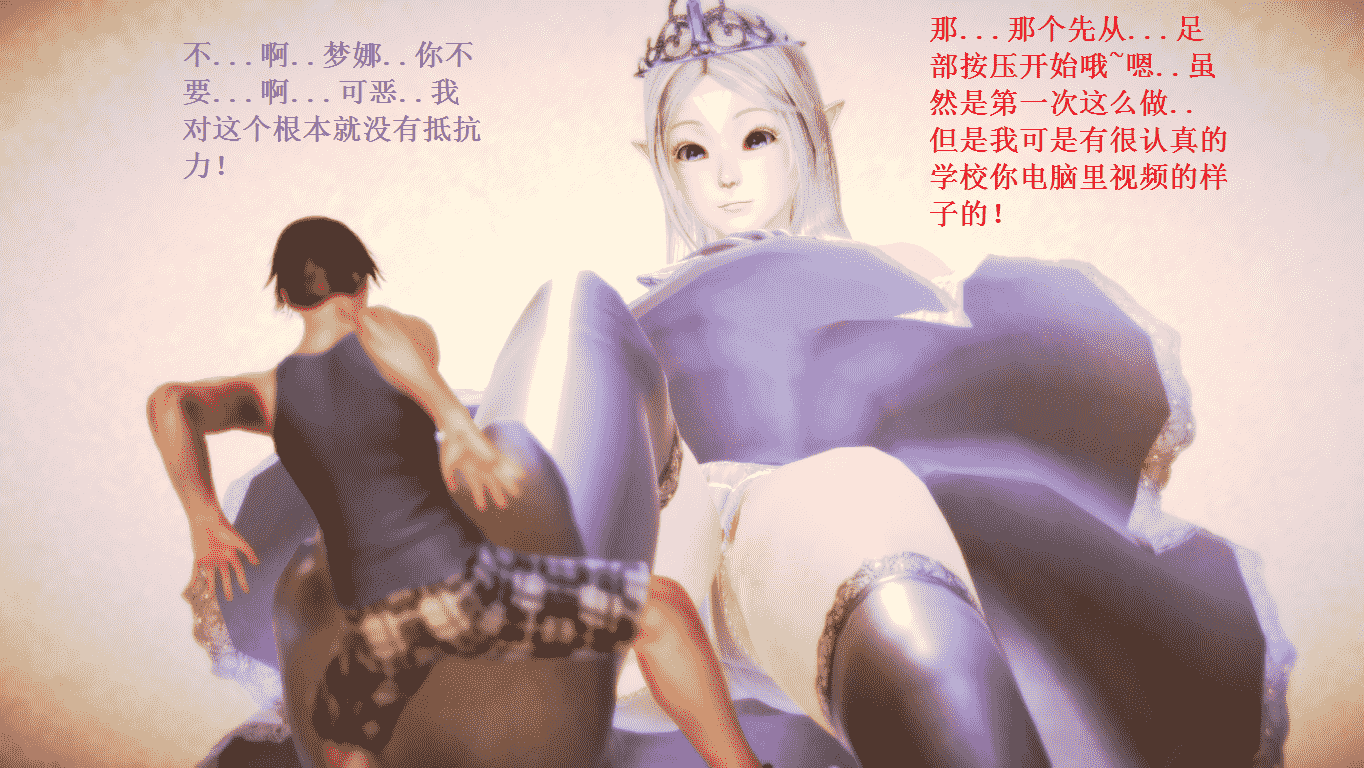 不...啊..梦娜..你不
要...啊...可恶..我
对这个根本就没有抵抗
力!
那...那个先从...足
部按压开始哦~嗯..虽
然是第一次这么做..
但是我可是有很认真的
学校你电脑里视频的样
子的!